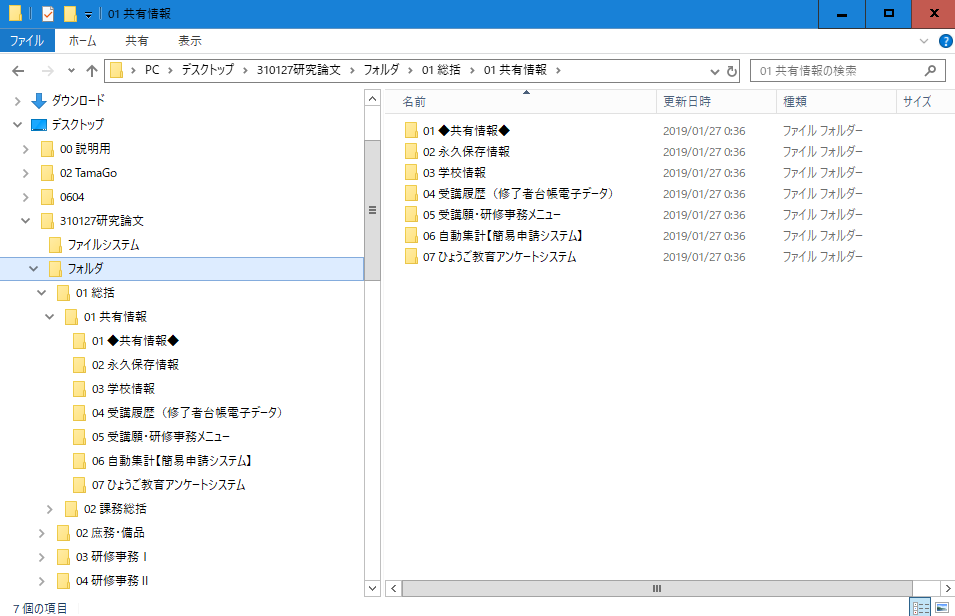 01 共有情報
ファイル ホーム 共有 表示
PC › デスクトップ › 310127研究論文 › フォルダ › 01 総括 › 01 共有情報 ›
01 共有情報の検索
ダウンロード
デスクトップ
00 説明用
02 TamaGo
0604
310127研究論文
ファイルシステム
フォルダ
01 総括
01 共有情報
01 ◆共有情報◆
02 永久保存情報
03 学校情報
04 受講履歴（修了者台帳電子データ）
05 受講願・研修事務メニュー
06 自動集計【簡易申請システム】
07 ひょうご教育アンケートシステム
02 課務総括
02 庶務・備品
03 研修事務Ⅰ
04 研修事務Ⅱ
名前 更新日時 種類 サイズ
01 ◆共有情報◆ 2019/01/27 0:36 ファイル フォルダー
02 永久保存情報 2019/01/27 0:36 ファイル フォルダー
03 学校情報 2019/01/27 0:36 ファイル フォルダー
04 受講履歴（修了者台帳電子データ） 2019/01/27 0:36 ファイル フォルダー
05 受講願・研修事務メニュー 2019/01/27 0:36 ファイル フォルダー
06 自動集計【簡易申請システム】 2019/01/27 0:36 ファイル フォルダー
07 ひょうご教育アンケートシステム 2019/01/27 0:36 ファイル フォルダー
7 個の項目